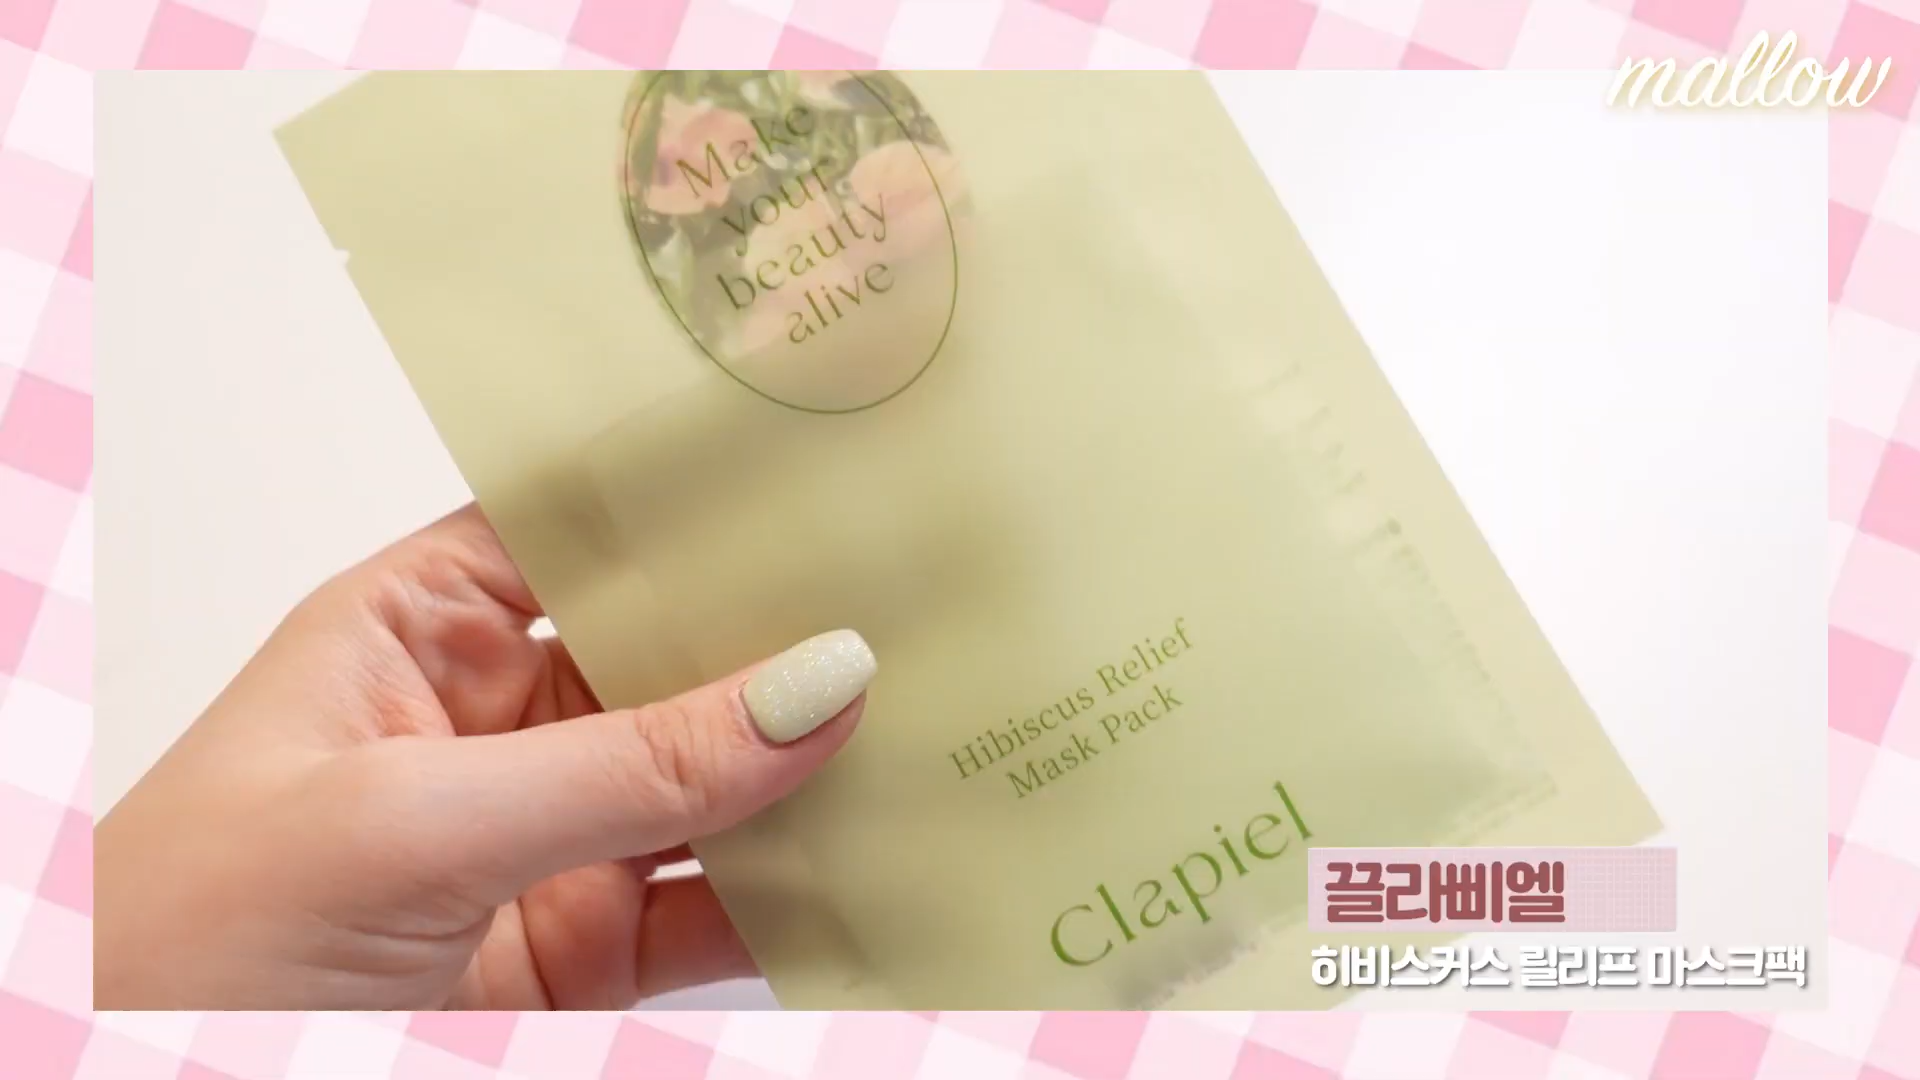 mallow
Make
your
beauty
alive
Hibiscus Relief
Mask Pack
Clapiel
끌라삐엘
히비스커스 릴리프 마스크팩